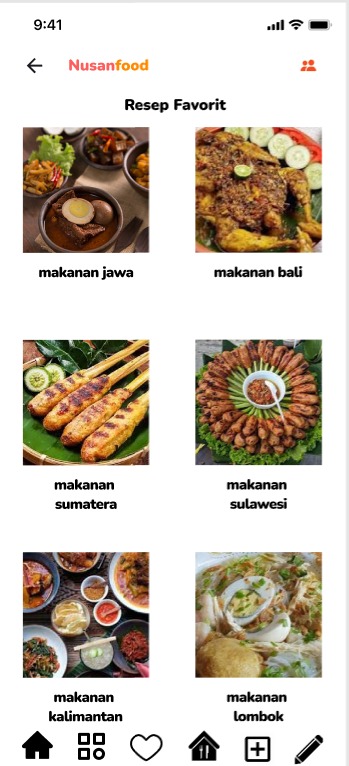 9:41
Nusanfood
Resep Favorit
makanan jawa
makanan bali
makanan
sumatera
makanan
sulawesi
makanan
kalimantan
makanan
lombok